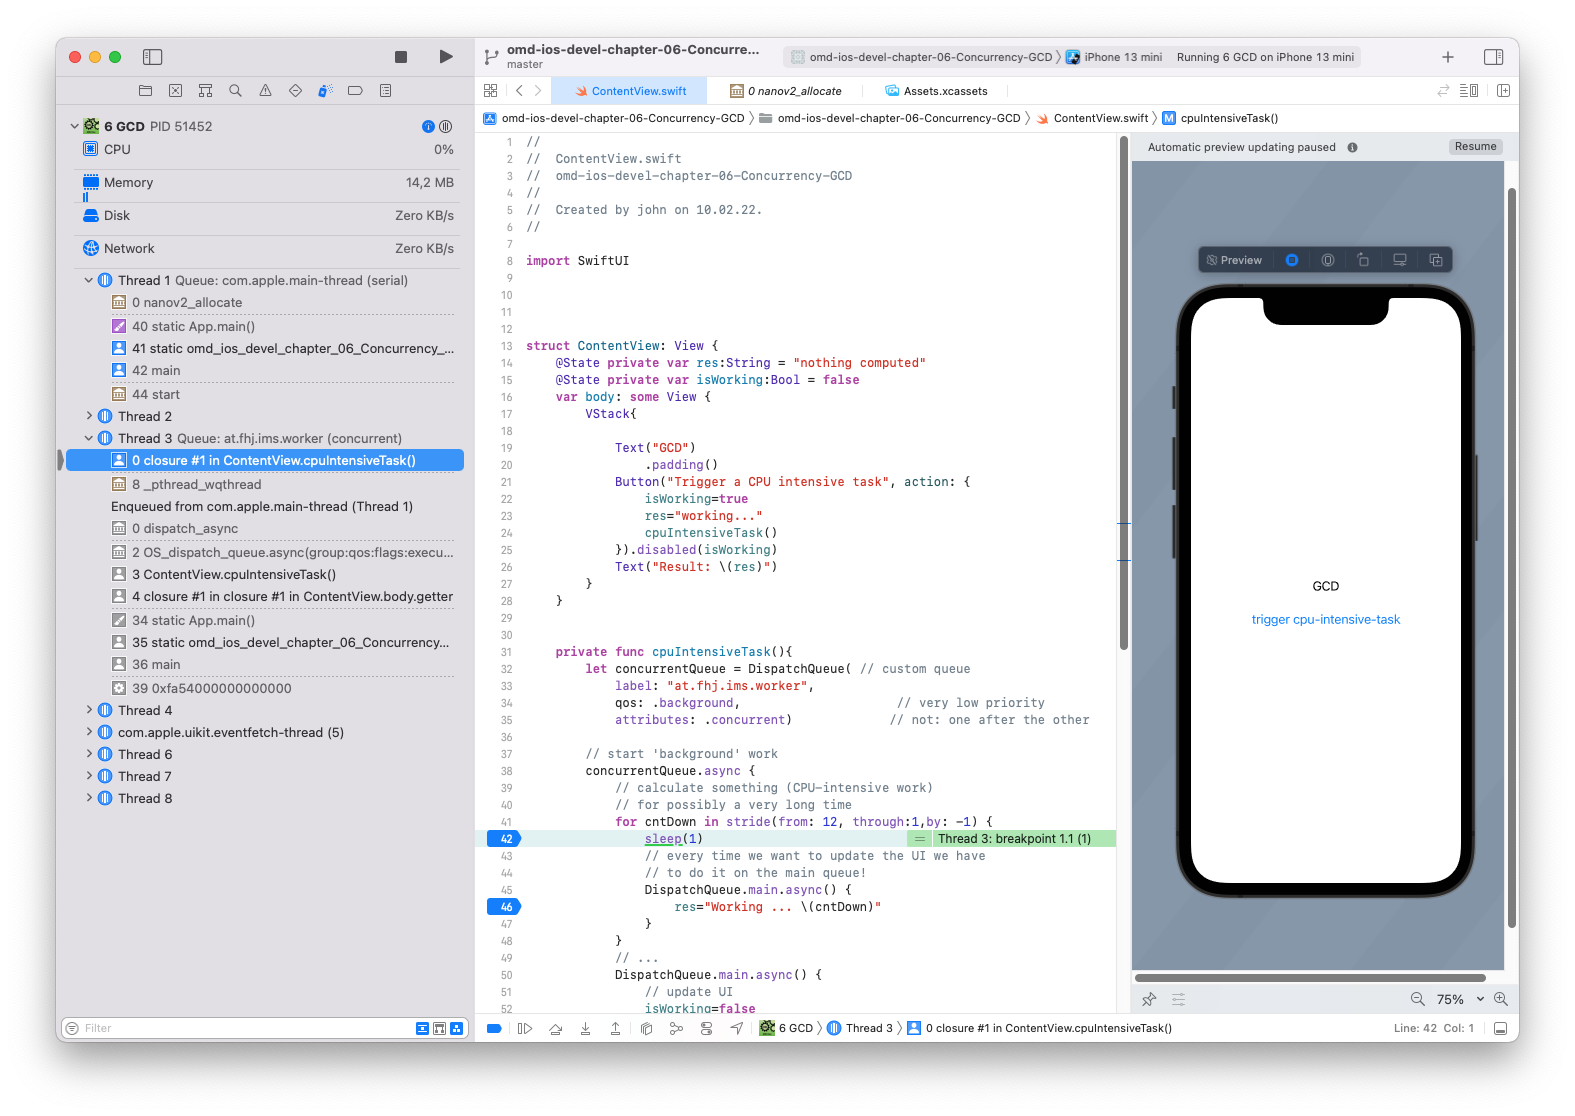 omd-ios-devel-chapter-06-Concurre...
master
omd-ios-devel-chapter-06-Concurrency-GCD
iPhone 13 mini
Running 6 GCD on iPhone 13 mini
ContentView.swift
0 nanov2_allocate
Assets.xcassets
omd-ios-devel-chapter-06-Concurrency-GCD
omd-ios-devel-chapter-06-Concurrency-GCD
ContentView.swift
M cpuIntensiveTask()
6 GCD PID 51452
CPU 0%
Memory 14,2 MB
Disk Zero KB/s
Network Zero KB/s
Thread 1 Queue: com.apple.main-thread (serial)
0 nanov2_allocate
40 static App.main()
41 static omd_ios_devel_chapter_06_Concurrency_...
42 main
44 start
Thread 2
Thread 3 Queue: at.fhj.ims.worker (concurrent)
0 closure #1 in ContentView.cpuIntensiveTask()
8 _pthread_wqthread
Enqueued from com.apple.main-thread (Thread 1)
0 dispatch_async
2 OS_dispatch_queue.async(group:qos:flags:execu...
3 ContentView.cpuIntensiveTask()
4 closure #1 in closure #1 in ContentView.body.getter
34 static App.main()
35 static omd_ios_devel_chapter_06_Concurrency...
36 main
39 0xfa54000000000000
Thread 4
com.apple.uikit.eventfetch-thread (5)
Thread 6
Thread 7
Thread 8
Filter
1 //
2 //  ContentView.swift
3 //  omd-ios-devel-chapter-06-Concurrency-GCD
4 //
5 //  Created by john on 10.02.22.
6 //
7
8 import SwiftUI
9
10
11
12
13 struct ContentView: View {
14     @State private var res:String = "nothing computed"
15     @State private var isWorking:Bool = false
16     var body: some View {
17         VStack{
18
19             Text("GCD")
20                 .padding()
21             Button("Trigger a CPU intensive task", action: {
22                 isWorking=true
23                 res="working..."
24                 cpuIntensiveTask()
25             }).disabled(isWorking)
26             Text("Result: \(res)")
27         }
28     }
29
30
31     private func cpuIntensiveTask(){
32         let concurrentQueue = DispatchQueue( // custom queue
33             label: "at.fhj.ims.worker",
34             qos: .background,                     // very low priority
35             attributes: .concurrent)             // not: one after the other
36
37         // start 'background' work
38         concurrentQueue.async {
39             // calculate something (CPU-intensive work)
40             // for possibly a very long time
41             for cntDown in stride(from: 12, through:1,by: -1) {
42                 sleep(1) = Thread 3: breakpoint 1.1 (1)
43                 // every time we want to update the UI we have
44                 // to do it on the main queue!
45                 DispatchQueue.main.async() {
46                     res="Working ... \(cntDown)"
47                 }
48             }
49             // ...
50             DispatchQueue.main.async() {
51                 // update UI
52                 isWorking=false
Automatic preview updating paused
Resume
Preview
GCD
trigger cpu-intensive-task
75%
6 GCD
Thread 3
0 closure #1 in ContentView.cpuIntensiveTask()
Line: 42 Col: 1